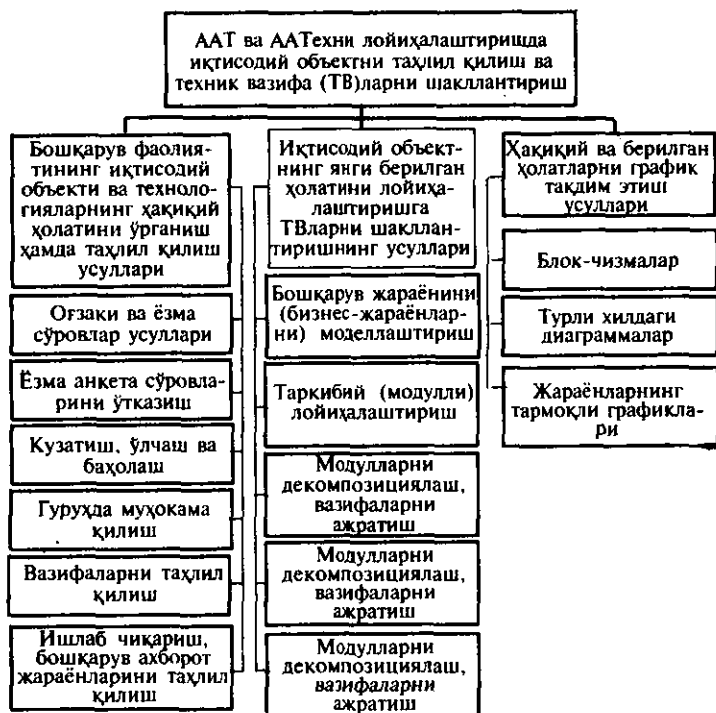 ААТ ва ААТехни лойиҳалаштиришда
иқтисодий объектни таҳлил қилиш ва
техник вазифа (ТВ)ларни шакллантириш
Бошқарув фаолия-
тининг иқтисодий
объекти ва техноло-
гияларнинг ҳақиқий
ҳолатини ўрганиш
ҳамда таҳлил қилиш
усуллари
Оғзаки ва ёзма
сўровлар усуллари
Ёзма анкета сўровла-
рини ўтказиш
Кузатиш, ўлчаш ва
баҳолаш
Гуруҳда муҳокама
қилиш
Вазифаларни таҳлил
қилиш
Ишлаб чиқариш,
бошқарув ахборот
жараёнларини таҳлил
қилиш
Иқтисодий объект-
нинг янги берилган
ҳолатини лойиҳа-
лаштиришга
ТВларни шакллан-
тиришнинг усуллари
Бошқарув жараёнини
(бизнес-жараёнлар-
ни) моделлаштириш
Таркибий (модулли)
лойиҳалаштириш
Модулларни
декомпозициялаш,
вазифаларни
ажратиш
Модулларни
декомпозициялаш,
вазифаларни
ажратиш
Модулларни
декомпозициялаш,
вазифаларни
ажратиш
Ҳақиқий ва берилган
ҳолатларни график
тақдим этиш
усуллари
Блок-чизмалар
Турли хилдаги
диаграммалар
Жараёнларнинг
тармоқли графикла-
ри